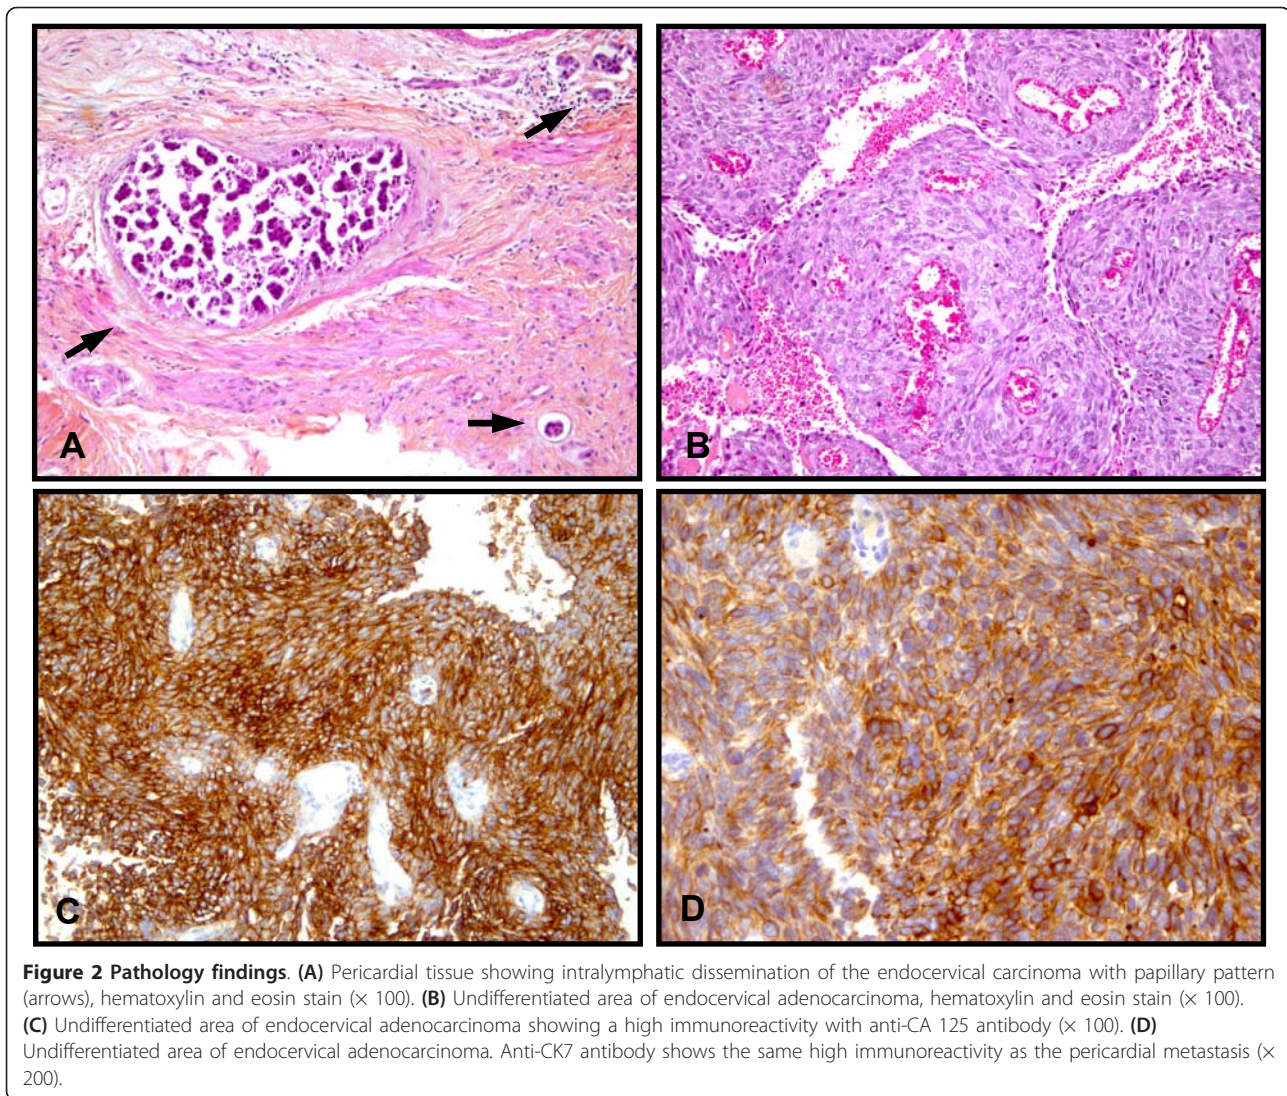 A
B
C
D
Figure 2 Pathology findings. (A) Pericardial tissue showing intralymphatic dissemination of the endocervical carcinoma with papillary pattern
(arrows), hematoxylin and eosin stain (× 100). (B) Undifferentiated area of endocervical adenocarcinoma, hematoxylin and eosin stain (× 100).
(C) Undifferentiated area of endocervical adenocarcinoma showing a high immunoreactivity with anti-CA 125 antibody (× 100). (D)
Undifferentiated area of endocervical adenocarcinoma. Anti-CK7 antibody shows the same high immunoreactivity as the pericardial metastasis (×
200).